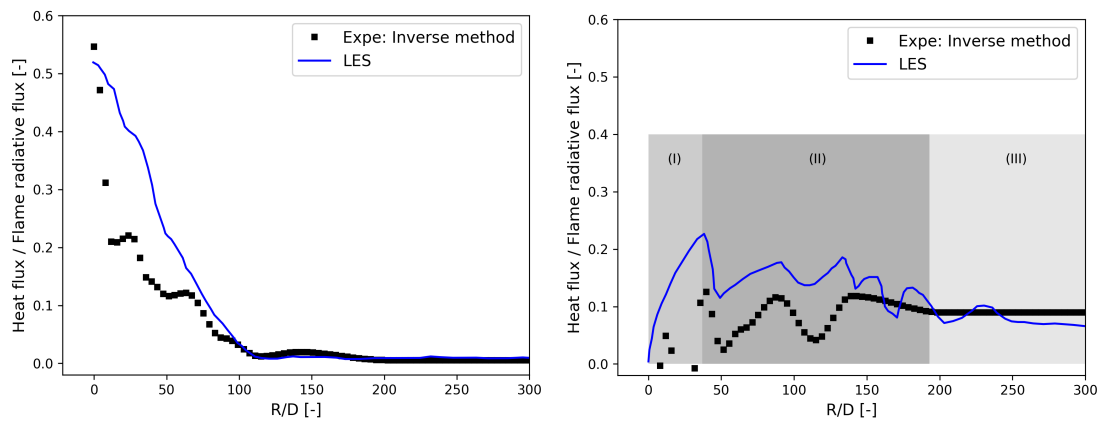 Heat flux / Flame radiative flux [-]
0.6
0.5
0.4
0.3
0.2
0.1
0.0
Expe: Inverse method
LES
0
50
100
150
200
250
300
R/D [-]
Heat flux / Flame radiative flux [-]
0.6
0.5
0.4
0.3
0.2
0.1
0.0
Expe: Inverse method
LES
(I)
(II)
(III)
0
50
100
150
200
250
300
R/D [-]